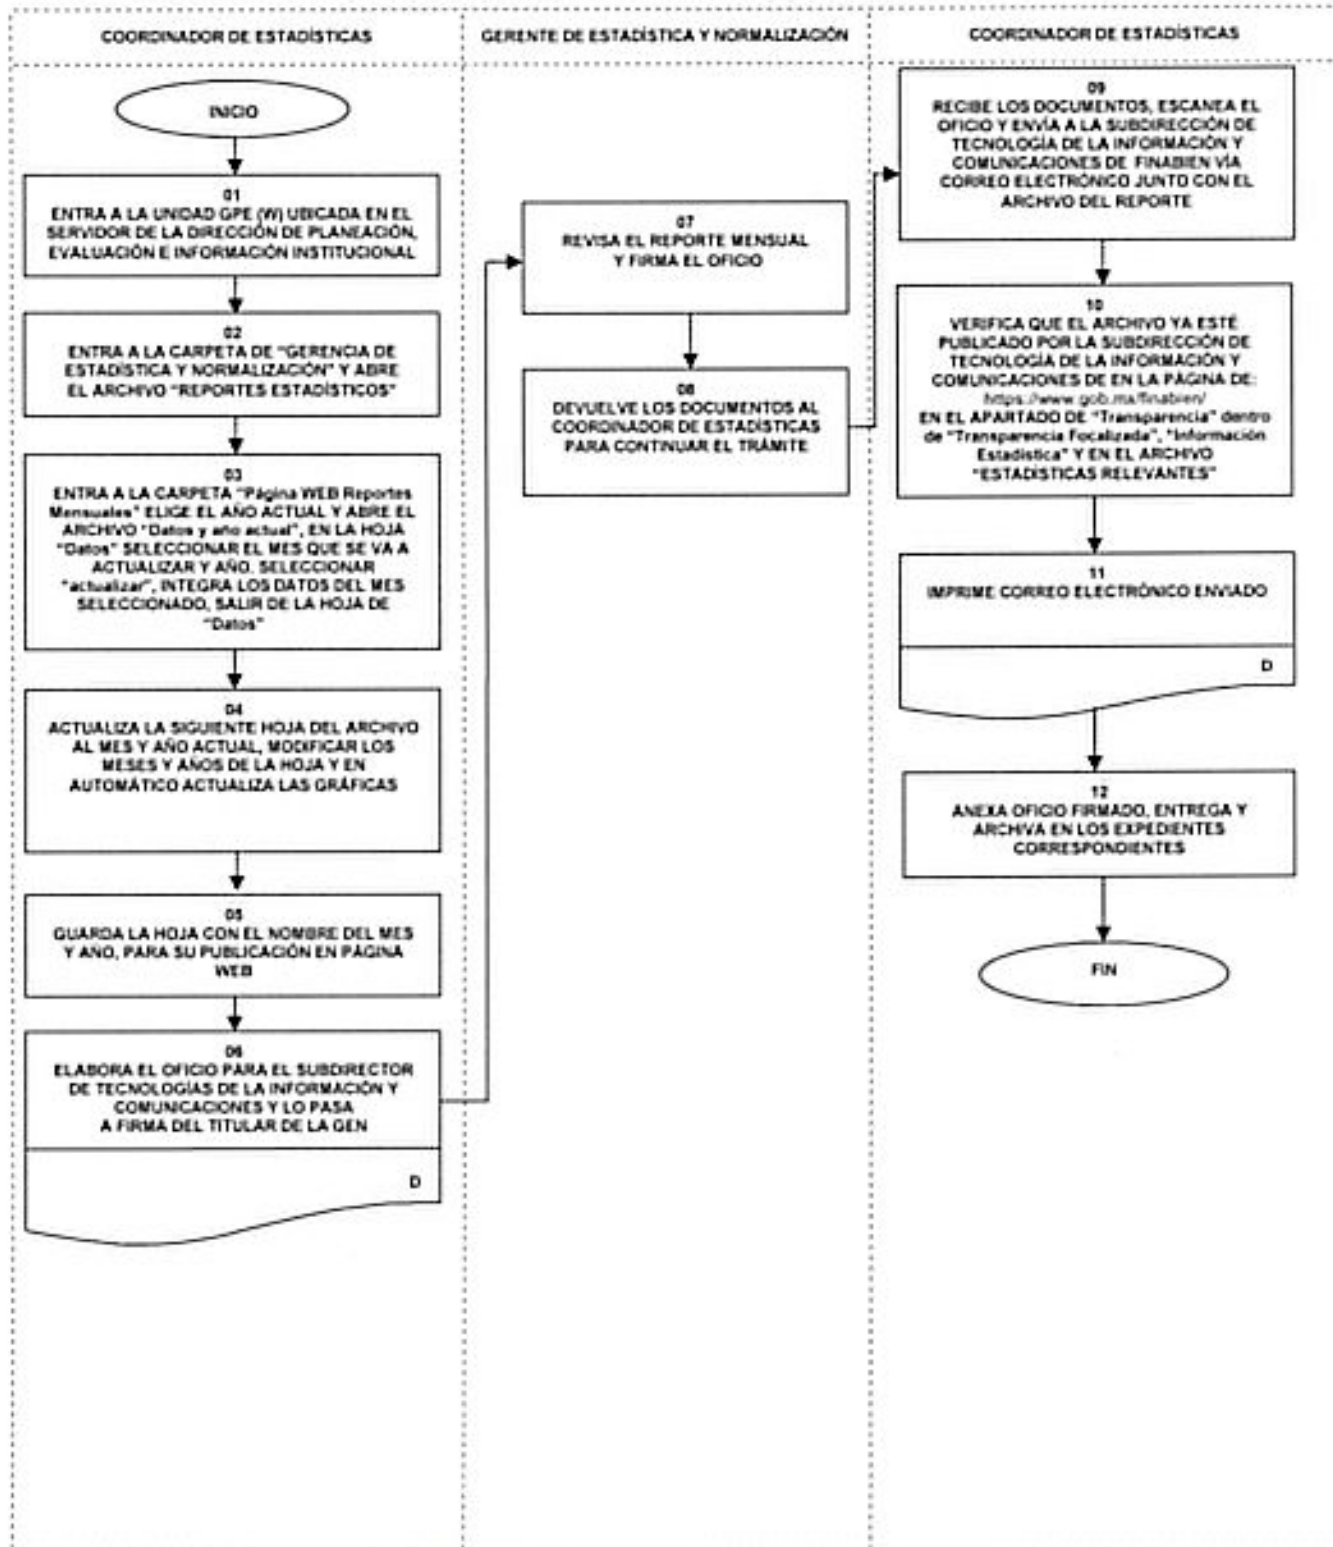 COORDINADOR DE ESTADÍSTICAS
INICIO
01
ENTRA A LA UNIDAD GPE (W) UBICADA EN EL
SERVIDOR DE LA DIRECCIÓN DE PLANEACIÓN,
EVALUACIÓN E INFORMACIÓN INSTITUCIONAL
02
ENTRA A LA CARPETA DE "GERENCIA DE
ESTADÍSTICA Y NORMALIZACIÓN" Y ABRE
EL ARCHIVO "REPORTES ESTADÍSTICOS"
03
ENTRA A LA CARPETA "Página WEB Reportes
Mensuales" ELIGE EL AÑO ACTUAL Y ABRE EL
ARCHIVO "Datos y año actual", EN LA HOJA
"Datos" SELECCIONAR EL MES QUE SE VA A
ACTUALIZAR Y AÑO. SELECCIONAR
"actualizar", INTEGRA LOS DATOS DEL MES
SELECCIONADO, SALIR DE LA HOJA DE
"Datos"
04
ACTUALIZA LA SIGUIENTE HOJA DEL ARCHIVO
AL MES Y AÑO ACTUAL, MODIFICAR LOS
MESES Y AÑOS DE LA HOJA Y EN
AUTOMÁTICO ACTUALIZA LAS GRÁFICAS
05
GUARDA LA HOJA CON EL NOMBRE DEL MES
Y AÑO, PARA SU PUBLICACIÓN EN PÁGINA
WEB
06
ELABORA EL OFICIO PARA EL SUBDIRECTOR
DE TECNOLOGÍAS DE LA INFORMACIÓN Y
COMUNICACIONES Y LO PASA
A FIRMA DEL TITULAR DE LA GEN
D
GERENTE DE ESTADÍSTICA Y NORMALIZACIÓN
07
REVISA EL REPORTE MENSUAL
Y FIRMA EL OFICIO
08
DEVUELVE LOS DOCUMENTOS AL
COORDINADOR DE ESTADÍSTICAS
PARA CONTINUAR EL TRÁMITE
COORDINADOR DE ESTADÍSTICAS
09
RECIBE LOS DOCUMENTOS, ESCANEA EL
OFICIO Y ENVÍA A LA SUBDIRECCIÓN DE
TECNOLOGÍA DE LA INFORMACIÓN Y
COMUNICACIONES DE FINABIEN VÍA
CORREO ELECTRÓNICO JUNTO CON EL
ARCHIVO DEL REPORTE
10
VERIFICA QUE EL ARCHIVO YA ESTÉ
PUBLICADO POR LA SUBDIRECCIÓN DE
TECNOLOGÍA DE LA INFORMACIÓN Y
COMUNICACIONES DE EN LA PÁGINA DE:
https://www.gob.mx/finabien/
EN EL APARTADO DE "Transparencia" dentro
de "Transparencia Focalizada", "Información
Estadística" Y EN EL ARCHIVO
"ESTADÍSTICAS RELEVANTES"
11
IMPRIME CORREO ELECTRÓNICO ENVIADO
D
12
ANEXA OFICIO FIRMADO, ENTREGA Y
ARCHIVA EN LOS EXPEDIENTES
CORRESPONDIENTES
FIN